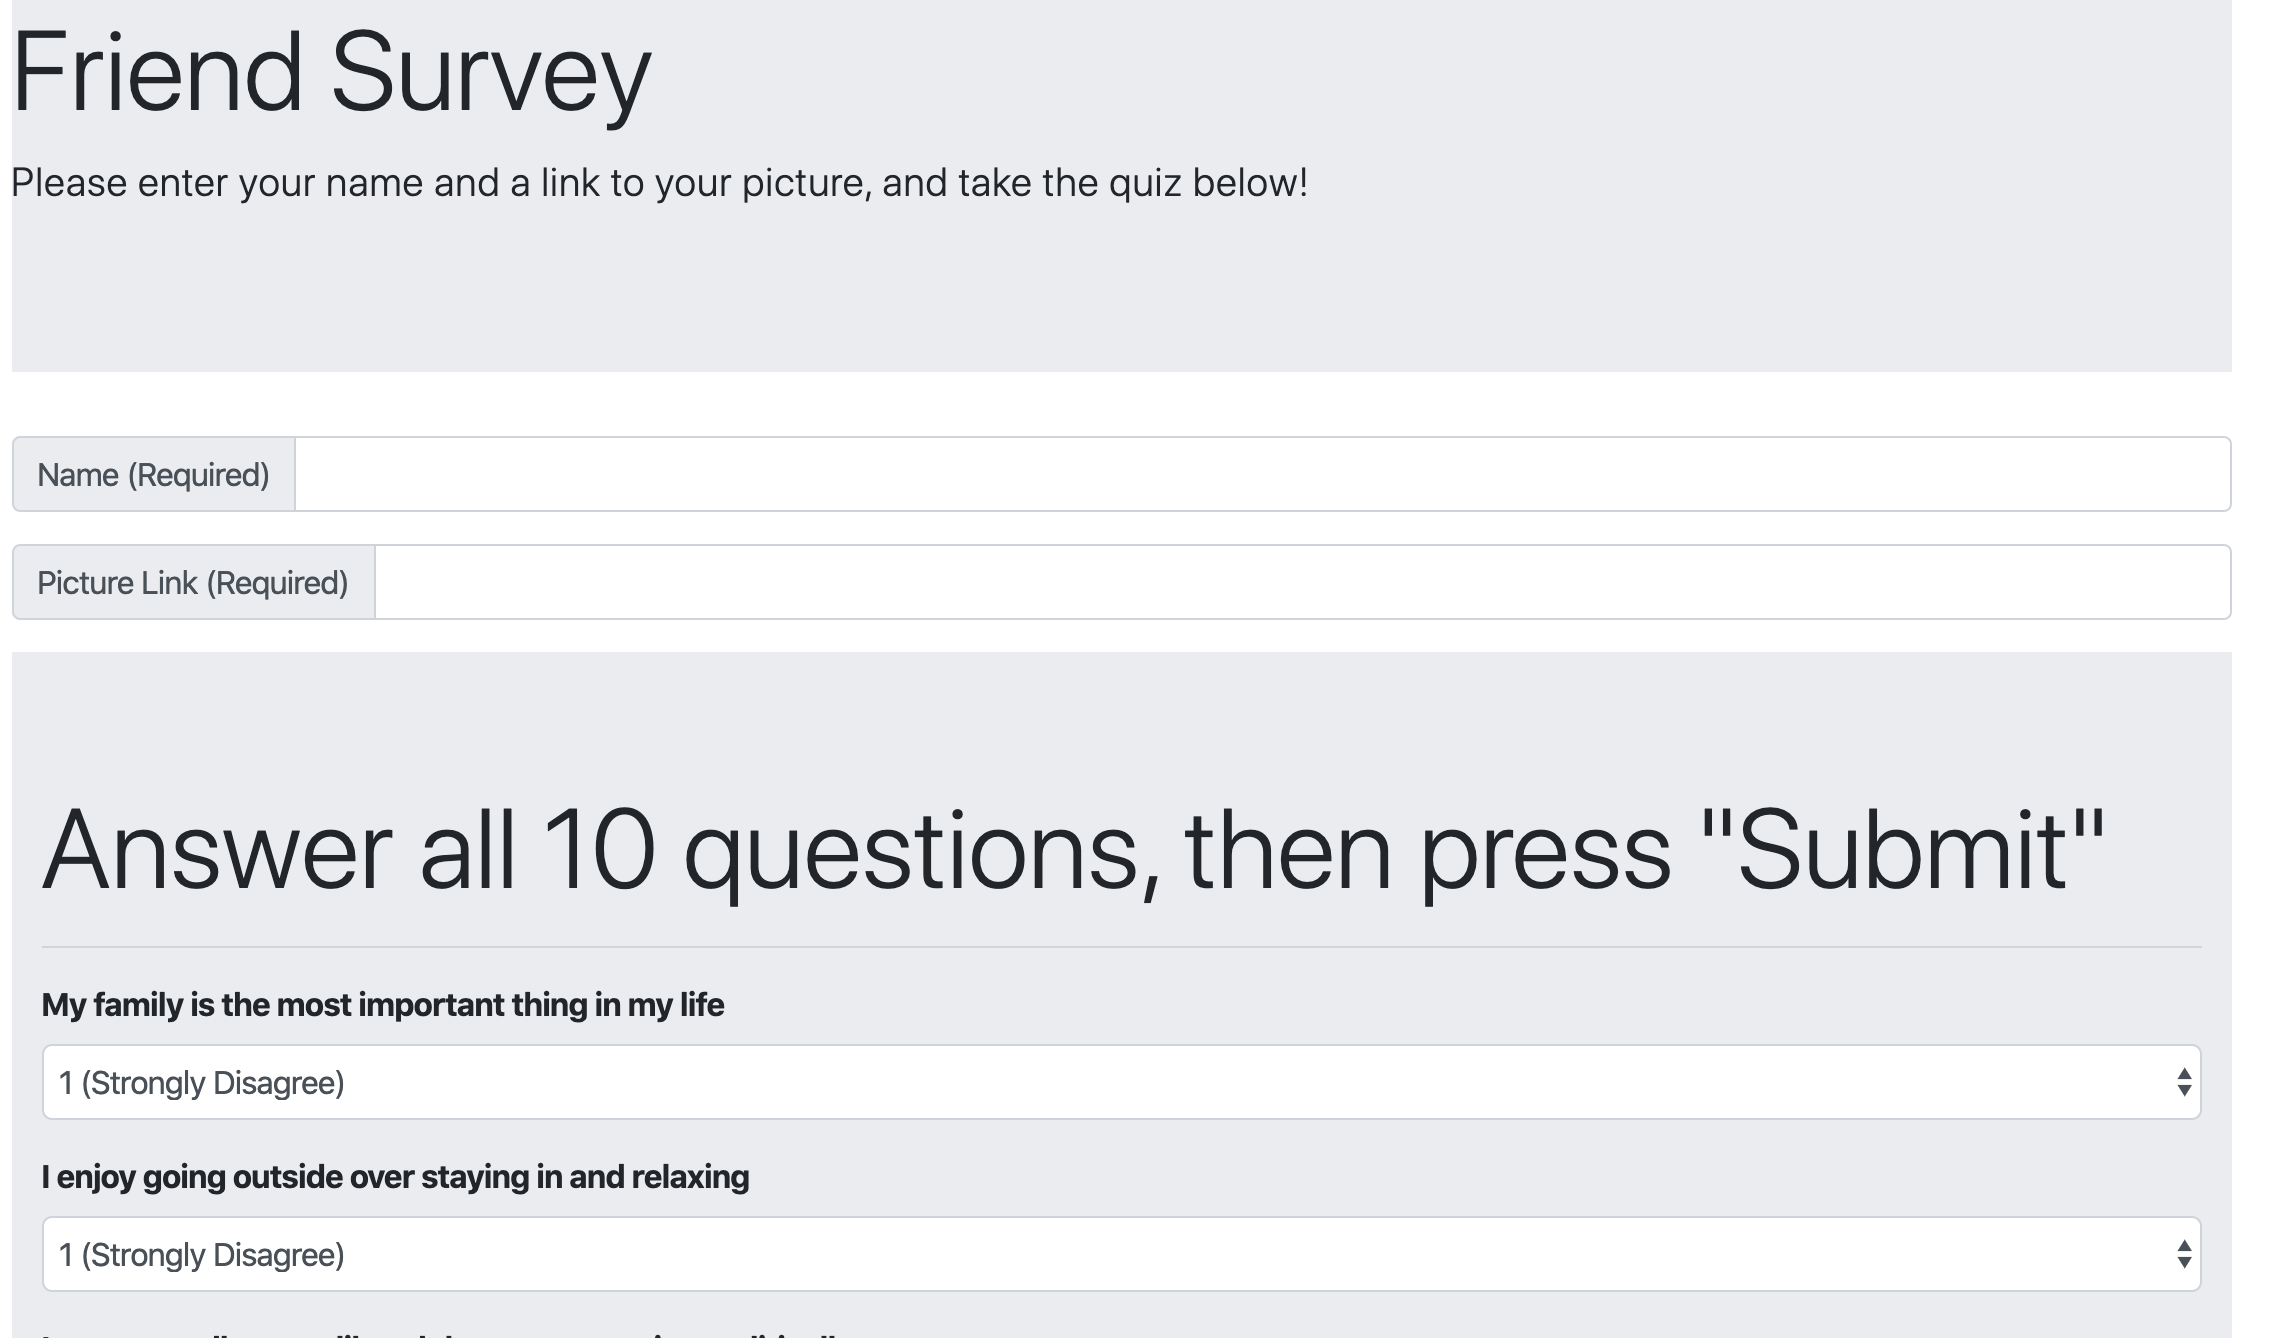 Friend Survey
Please enter your name and a link to your picture, and take the quiz below!
Name (Required)
Picture Link (Required)
Answer all 10 questions, then press "Submit"
My family is the most important thing in my life
1 (Strongly Disagree)
I enjoy going outside over staying in and relaxing
1 (Strongly Disagree)